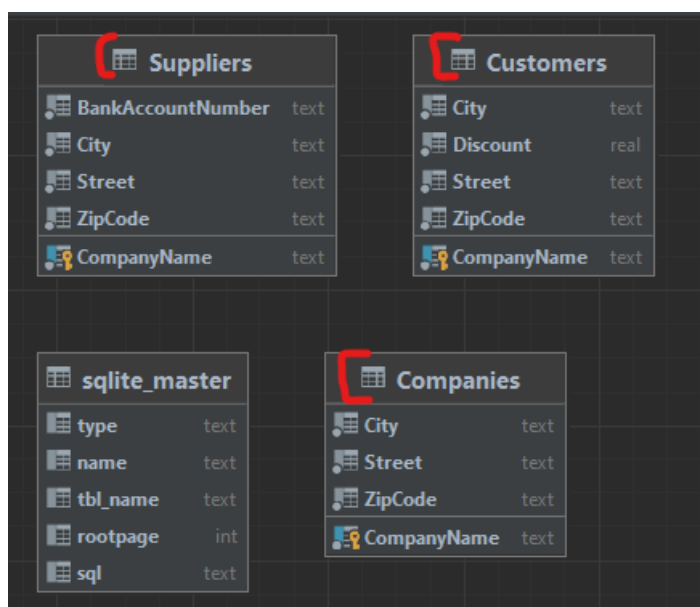 Suppliers
BankAccountNumber text
City text
Street text
ZipCode text
CompanyName text
Customers
City text
Discount real
Street text
ZipCode text
CompanyName text
sqlite_master
type text
name text
tbl_name text
rootpage int
sql text
Companies
City text
Street text
ZipCode text
CompanyName text